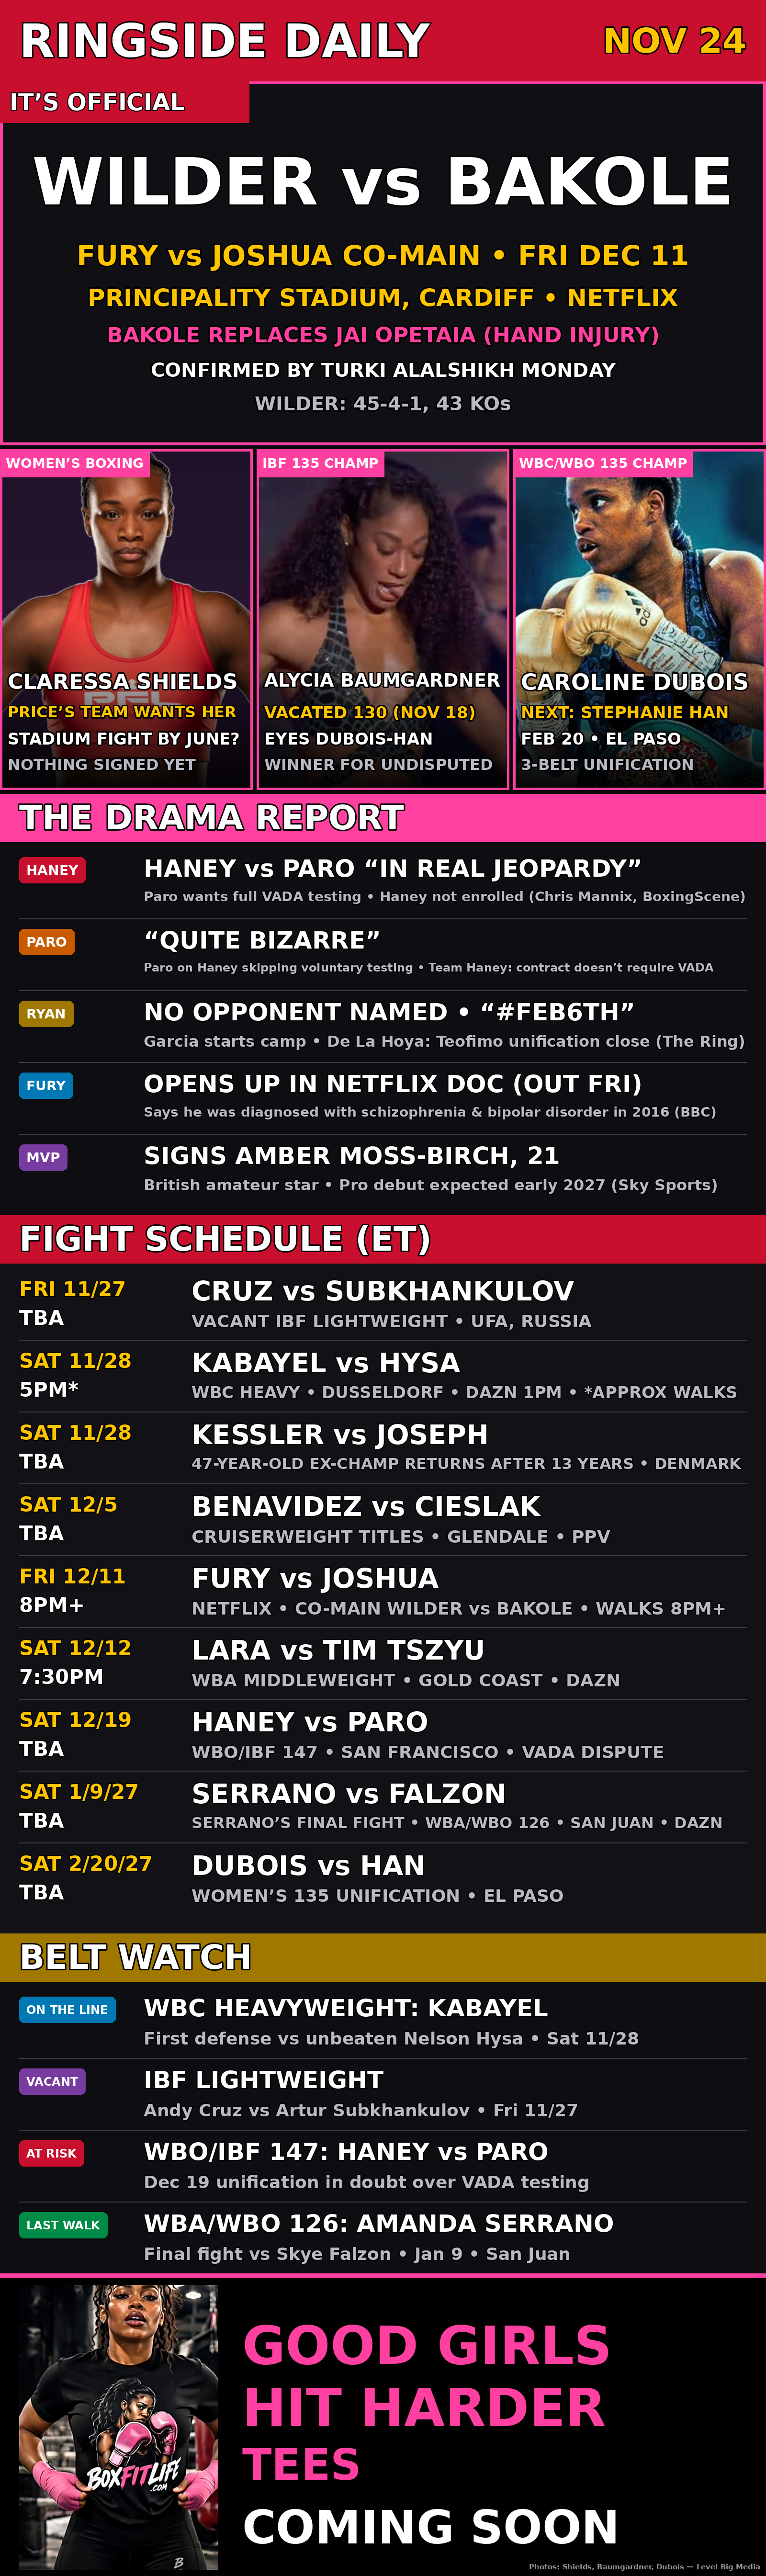 RINGSIDE DAILY
NOV 24
IT’S OFFICIAL
WILDER vs BAKOLE
FURY vs JOSHUA CO-MAIN • FRI DEC 11
PRINCIPALITY STADIUM, CARDIFF • NETFLIX
BAKOLE REPLACES JAI OPETAIA (HAND INJURY)
CONFIRMED BY TURKI ALALSHIKH MONDAY
WILDER: 45-4-1, 43 KOs
WOMEN’S BOXING
PFL
CLARESSA SHIELDS
PRICE’S TEAM WANTS HER
STADIUM FIGHT BY JUNE?
NOTHING SIGNED YET
IBF 135 CHAMP
ALYCIA BAUMGARDNER
VACATED 130 (NOV 18)
EYES DUBOIS-HAN
WINNER FOR UNDISPUTED
WBC/WBO 135 CHAMP
CAROLINE DUBOIS
NEXT: STEPHANIE HAN
FEB 20 • EL PASO
3-BELT UNIFICATION
THE DRAMA REPORT
HANEY
HANEY vs PARO “IN REAL JEOPARDY”
Paro wants full VADA testing • Haney not enrolled (Chris Mannix, BoxingScene)
PARO
“QUITE BIZARRE”
Paro on Haney skipping voluntary testing • Team Haney: contract doesn’t require VADA
RYAN
NO OPPONENT NAMED • “#FEB6TH”
Garcia starts camp • De La Hoya: Teofimo unification close (The Ring)
FURY
OPENS UP IN NETFLIX DOC (OUT FRI)
Says he was diagnosed with schizophrenia & bipolar disorder in 2016 (BBC)
MVP
SIGNS AMBER MOSS-BIRCH, 21
British amateur star • Pro debut expected early 2027 (Sky Sports)
FIGHT SCHEDULE (ET)
FRI 11/27
TBA
CRUZ vs SUBKHANKULOV
VACANT IBF LIGHTWEIGHT • UFA, RUSSIA
SAT 11/28
5PM*
KABAYEL vs HYSA
WBC HEAVY • DUSSELDORF • DAZN 1PM • *APPROX WALKS
SAT 11/28
TBA
KESSLER vs JOSEPH
47-YEAR-OLD EX-CHAMP RETURNS AFTER 13 YEARS • DENMARK
SAT 12/5
TBA
BENAVIDEZ vs CIESLAK
CRUISERWEIGHT TITLES • GLENDALE • PPV
FRI 12/11
8PM+
FURY vs JOSHUA
NETFLIX • CO-MAIN WILDER vs BAKOLE • WALKS 8PM+
SAT 12/12
7:30PM
LARA vs TIM TSZYU
WBA MIDDLEWEIGHT • GOLD COAST • DAZN
SAT 12/19
TBA
HANEY vs PARO
WBO/IBF 147 • SAN FRANCISCO • VADA DISPUTE
SAT 1/9/27
TBA
SERRANO vs FALZON
SERRANO’S FINAL FIGHT • WBA/WBO 126 • SAN JUAN • DAZN
SAT 2/20/27
TBA
DUBOIS vs HAN
WOMEN’S 135 UNIFICATION • EL PASO
BELT WATCH
ON THE LINE
WBC HEAVYWEIGHT: KABAYEL
First defense vs unbeaten Nelson Hysa • Sat 11/28
VACANT
IBF LIGHTWEIGHT
Andy Cruz vs Artur Subkhankulov • Fri 11/27
AT RISK
WBO/IBF 147: HANEY vs PARO
Dec 19 unification in doubt over VADA testing
LAST WALK
WBA/WBO 126: AMANDA SERRANO
Final fight vs Skye Falzon • Jan 9 • San Juan
BOXFITLIFE
.COM
B
GOOD GIRLS
HIT HARDER
TEES
COMING SOON
Photos: Shields, Baumgardner, Dubois — Level Big Media